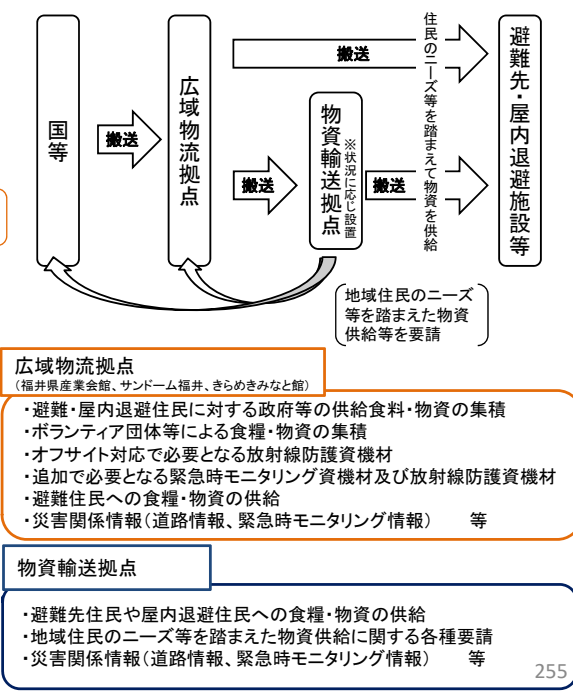 国等
搬送
広域物流拠点
搬送
搬送
物資輸送拠点
※状況に応じ設置
搬送
住民のニーズ等を踏まえて物資を供給
避難先・屋内退避施設等
地域住民のニーズ
等を踏まえた物資
供給等を要請
広域物流拠点
（福井県産業会館、サンドーム福井、きらめきみなと館）
・避難・屋内退避住民に対する政府等の供給食料・物資の集積
・ボランティア団体等による食糧・物資の集積
・オフサイト対応で必要となる放射線防護資機材
・追加で必要となる緊急時モニタリング資機材及び放射線防護資機材
・避難住民への食糧・物資の供給
・災害関係情報（道路情報、緊急時モニタリング情報）　等
物資輸送拠点
・避難先住民や屋内退避住民への食糧・物資の供給
・地域住民のニーズ等を踏まえた物資供給に関する各種要請
・災害関係情報（道路情報、緊急時モニタリング情報）　等
255